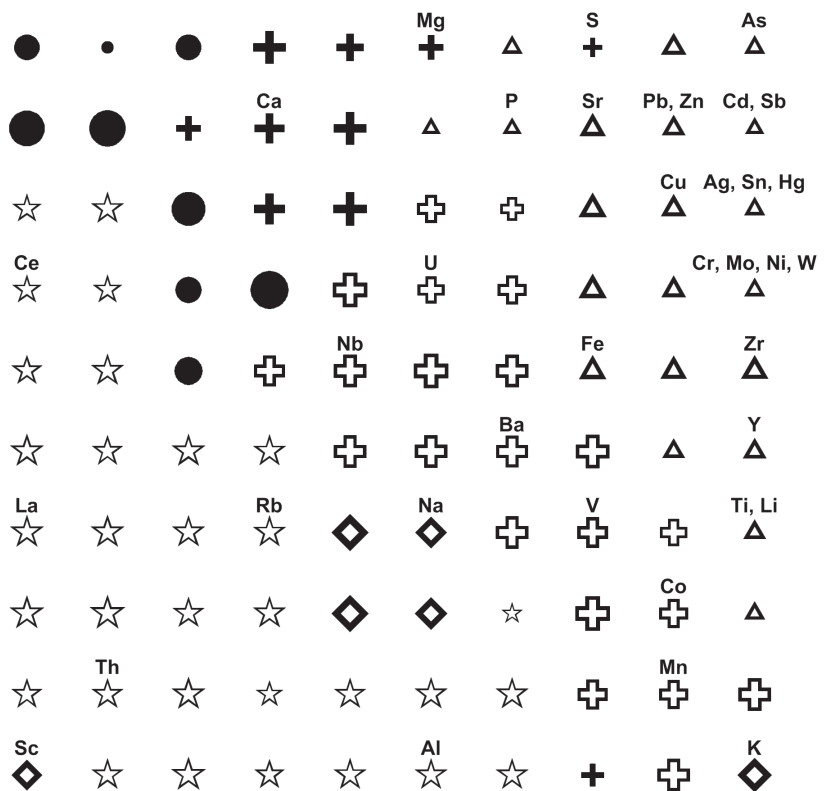 Mg S As
Ca P Sr Pb, Zn Cd, Sb
Cu Ag, Sn, Hg
Ce U Cr, Mo, Ni, W
Nb Fe Zr
Ba Y
La Rb Na V Ti, Li
Co
Th Mn
Sc Al K